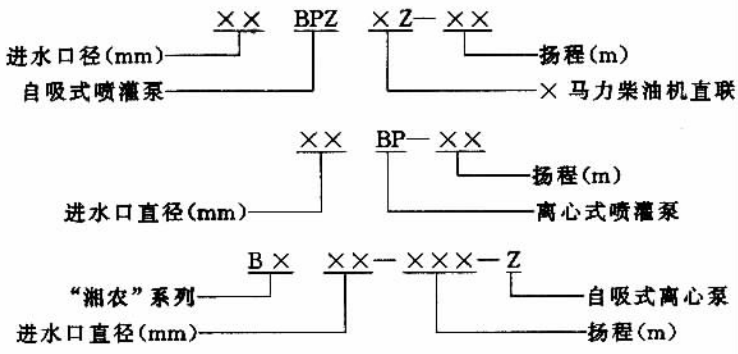 ×× BPZ ×Z—××
进水口径(mm) 扬程(m)
自吸式喷灌泵 × 马力柴油机直联
×× BP—××
扬程(m)
进水口直径(mm) 离心式喷灌泵
B× ××—×××—Z
“湘农”系列 自吸式离心泵
进水口直径(mm) 扬程(m)